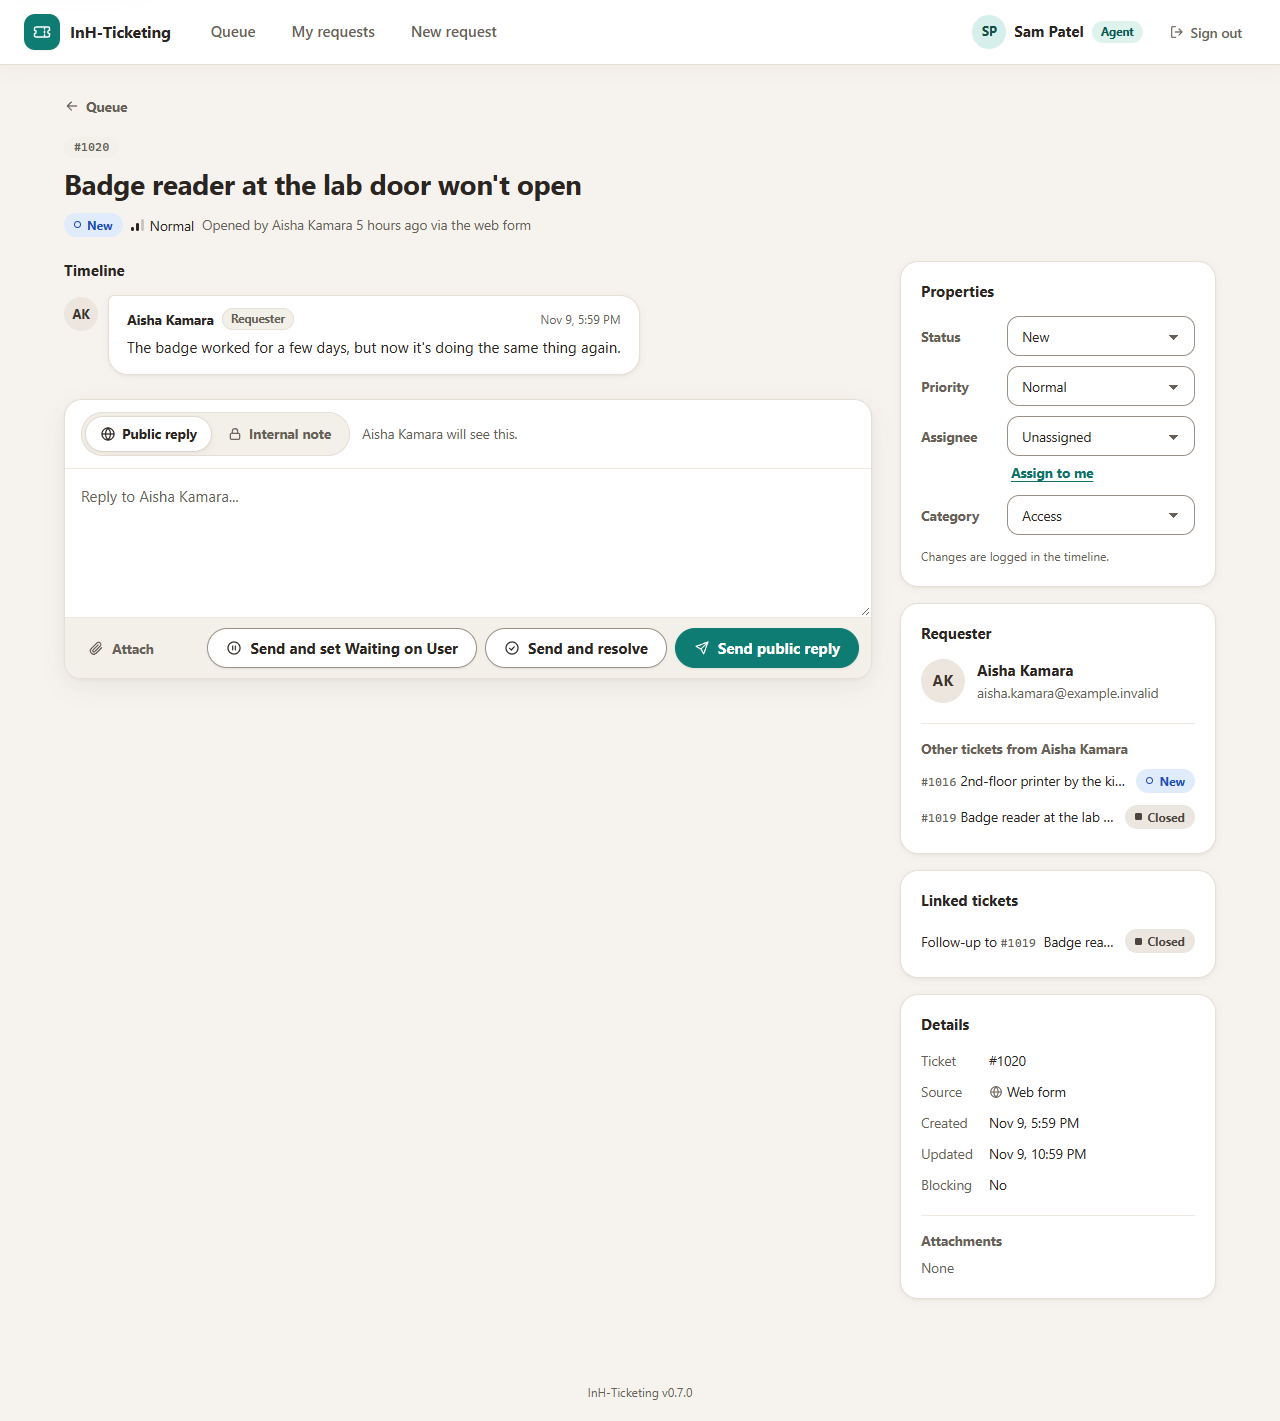 InH-Ticketing
Queue
My requests
New request
SP
Sam Patel
Agent
Sign out
Queue
#1020
Badge reader at the lab door won't open
New
Normal
Opened by Aisha Kamara 5 hours ago via the web form
Timeline
AK
Aisha Kamara
Requester
Nov 9, 5:59 PM
The badge worked for a few days, but now it's doing the same thing again.
Public reply
Internal note
Aisha Kamara will see this.
Reply to Aisha Kamara...
Attach
Send and set Waiting on User
Send and resolve
Send public reply
Properties
Status
New
Priority
Normal
Assignee
Unassigned
Assign to me
Category
Access
Changes are logged in the timeline.
Requester
AK
Aisha Kamara
aisha.kamara@example.invalid
Other tickets from Aisha Kamara
#1016 2nd-floor printer by the ki...
New
#1019 Badge reader at the lab ...
Closed
Linked tickets
Follow-up to #1019 Badge rea...
Closed
Details
Ticket
#1020
Source
Web form
Created
Nov 9, 5:59 PM
Updated
Nov 9, 10:59 PM
Blocking
No
Attachments
None
InH-Ticketing v0.7.0